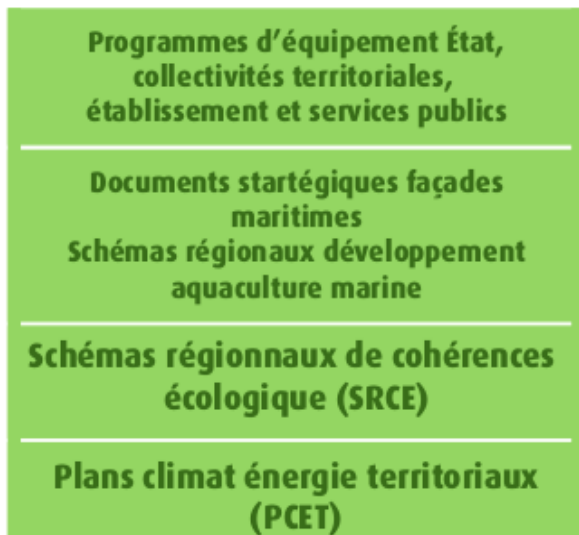 Programmes d'équipement État,
collectivités territoriales,
établissement et services publics
Documents startégiques façades
maritimes
Schémas régionaux développement
aquaculture marine
Schémas régionnaux de cohérences
écologique (SRCE)
Plans climat énergie territoriaux
(PCET)